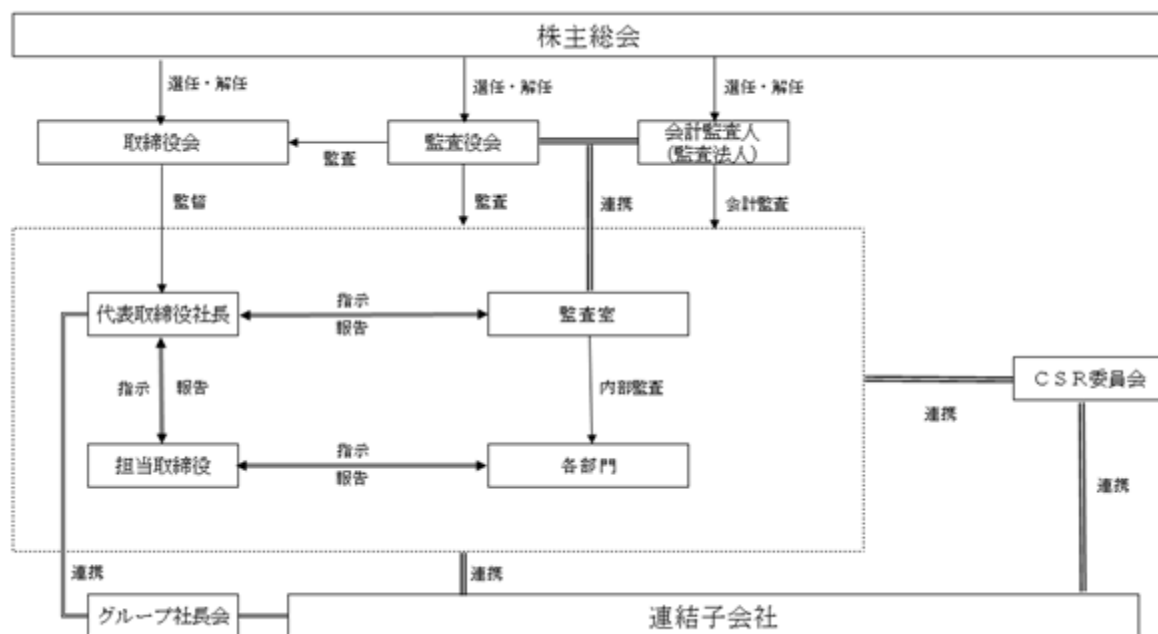 株主総会
選任・解任
選任・解任
選任・解任
取締役会
監査
監査役会
会計監査人
(監査法人)
監督
監査
連携
会計監査
代表取締役社長
指示
報告
監査室
指示
報告
内部監査
CSR委員会
連携
担当取締役
指示
報告
各部門
連携
連携
連携
グループ社長会
連結子会社